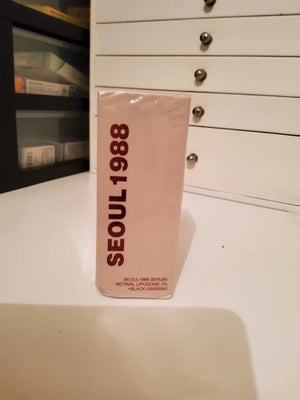 SEOUL1988
SEOUL1988 SERUM
RETINAL LIPOSOME 2%
+BLACK GINSENG